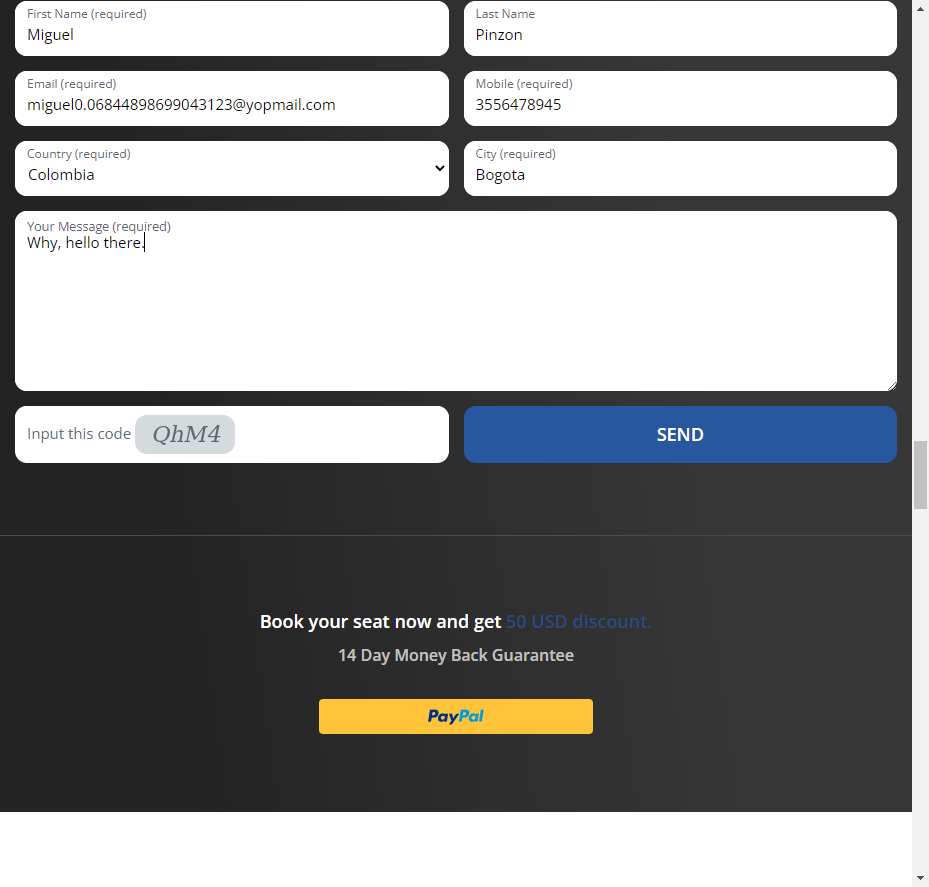 First Name (required)
Miguel
Last Name
Pinzon
Email (required)
miguel0.06844898699043123@yopmail.com
Mobile (required)
3556478945
Country (required)
Colombia
City (required)
Bogota
Your Message (required)
Why, hello there.
Input this code QhM4
SEND
Book your seat now and get 50 USD discount.
14 Day Money Back Guarantee
PayPal